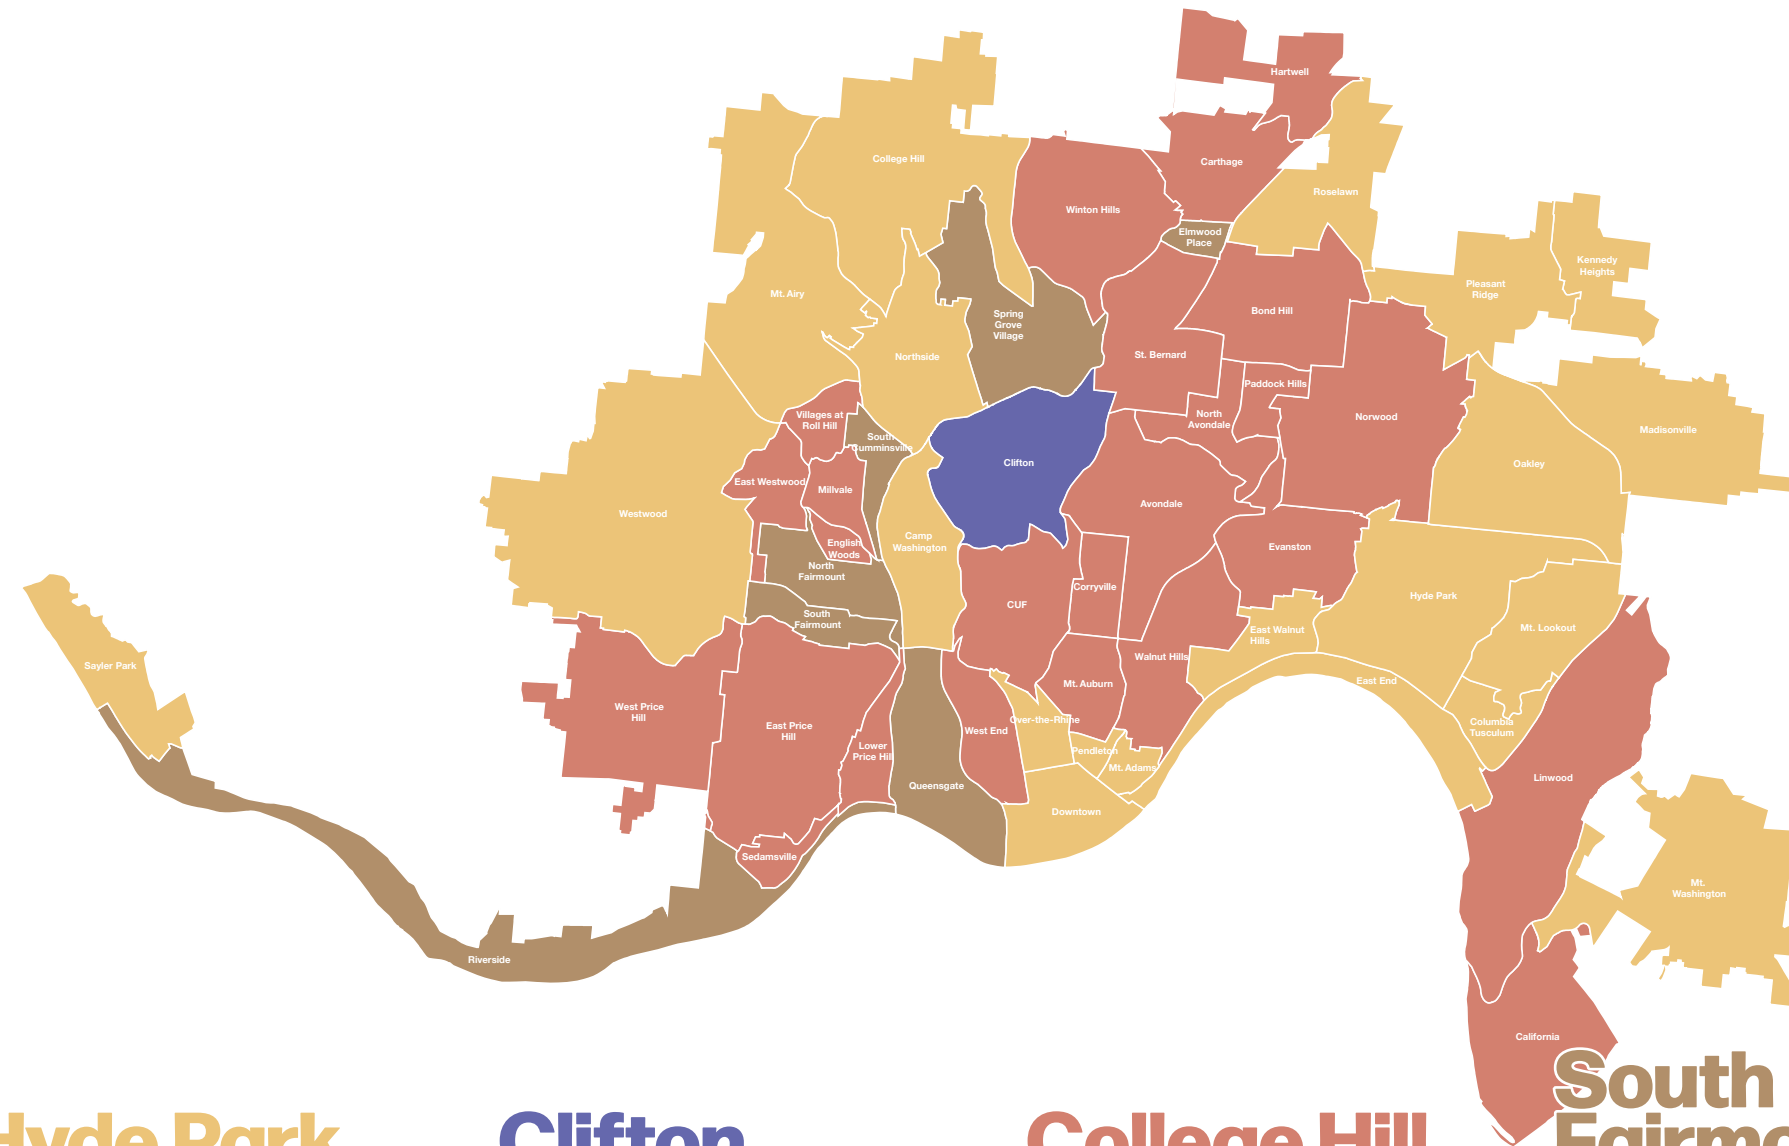 Hartwell
College Hill
Carthage
Roselawn
Winton Hills
Elmwood
Place
Kennedy
Heights
Pleasant
Ridge
Mt. Airy
Bond Hill
Spring
Grove
Village
Northside
St. Bernard
Paddock Hills
Villages at
Roll Hill
North
Avondale
Norwood
Madisonville
South
Cumminsville
Clifton
Oakley
East Westwood
Millvale
Avondale
Westwood
Camp
Washington
English
Woods
Evanston
North
Fairmount
Corryville
Hyde Park
CUF
South
Fairmount
East Walnut
Hills
Mt. Lookout
Sayler Park
Walnut Hills
Mt. Auburn
East End
West Price
Hill
East Price
Hill
Over-the-Rhine
West End
Columbia
Tusculum
Lower
Price Hill
Pendleton
Mt. Adams
Linwood
Queensgate
Downtown
Sedamsville
Mt.
Washington
Riverside
California
Hyde Park
Clifton
College Hill
South